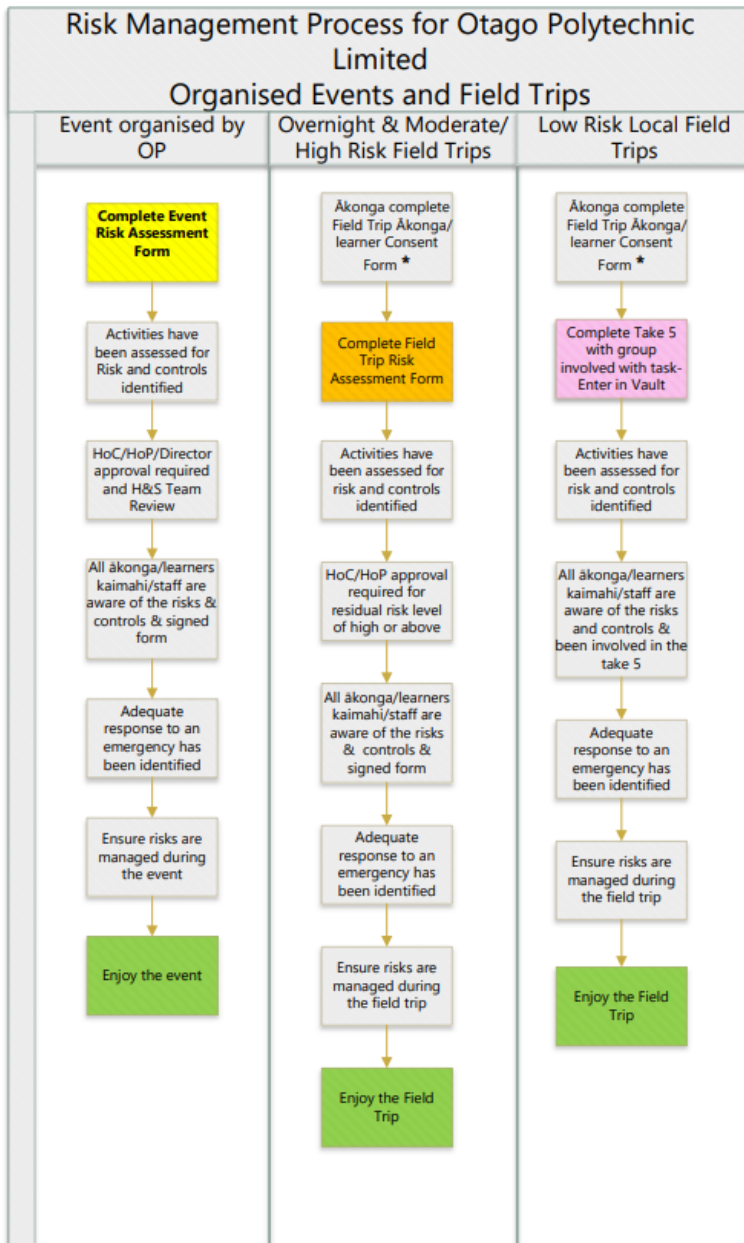 Risk Management Process for Otago Polytechnic
Limited
Organised Events and Field Trips
Event organised by
OP
Complete Event
Risk Assessment
Form
Activities have
been assessed for
Risk and controls
identified
HoC/HoP/Director
approval required
and H&S Team
Review
All ākonga/learners
kaimahi/staff are
aware of the risks &
controls & signed
form
Adequate
response to an
emergency has
been identified
Ensure risks are
managed during
the event
Enjoy the event
Overnight & Moderate/
High Risk Field Trips
Ākonga complete
Field Trip Ākonga/
learner Consent
Form *
Complete Field
Trip Risk
Assessment Form
Activities have
been assessed for
risk and controls
identified
HoC/HoP approval
required for
residual risk level
of high or above
All ākonga/learners
kaimahi/staff are
aware of the risks
& controls &
signed form
Adequate
response to an
emergency has
been identified
Ensure risks are
managed during
the field trip
Enjoy the Field
Trip
Low Risk Local Field
Trips
Ākonga complete
Field Trip Ākonga/
learner Consent
Form *
Complete Take 5
with group
involved with task-
Enter in Vault
Activities have
been assessed for
risk and controls
identified
All ākonga/learners
kaimahi/staff are
aware of the risks
and controls &
been involved in the
take 5
Adequate
response to an
emergency has
been identified
Ensure risks are
managed during
the field trip
Enjoy the Field
Trip